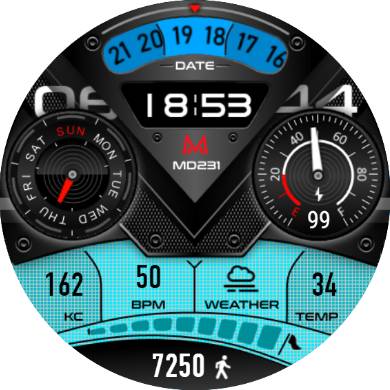 21 20 19 18 17 16
DATE
18:53
MD231
SUN MON TUE WED THU FRI SAT
20 40 60 80
E F
99
162 50 34
KC BPM WEATHER TEMP
7250